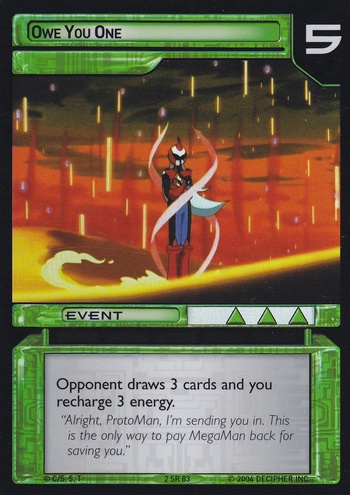 Owe You One
5
EVENT
Opponent draws 3 cards and you
recharge 3 energy.
"Alright, ProtoMan, I'm sending you in. This
is the only way to pay MegaMan back for
saving you."
© C/S, S, T 2 SR 83 © 2004 DECIPHER INC.